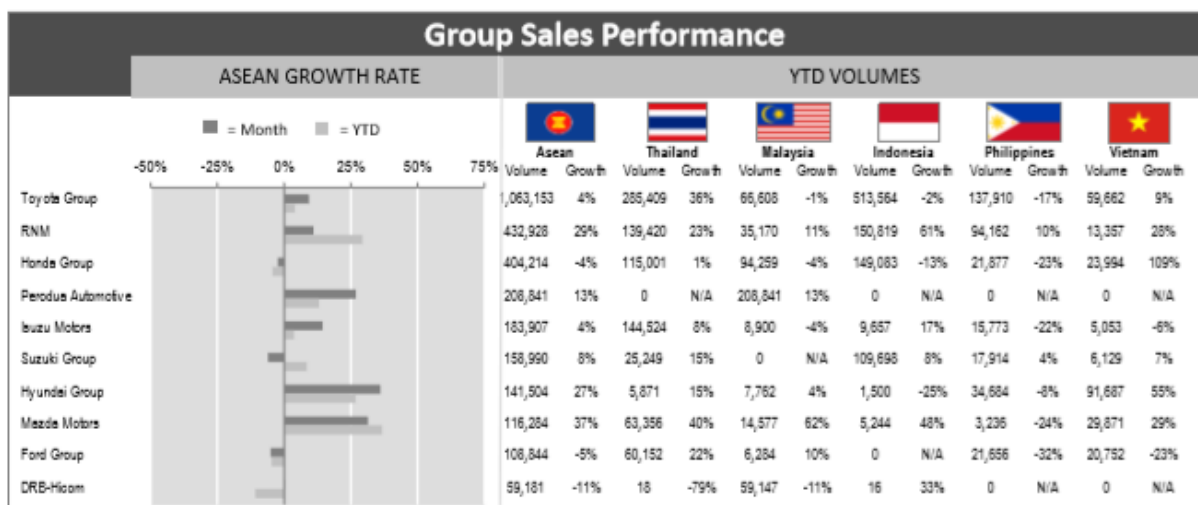 Group Sales Performance
ASEAN GROWTH RATE YTD VOLUMES
= Month = YTD
Asean Thailand Malaysia Indonesia Philippines Vietnam
-50% -25% 0% 25% 50% 75% Volume Growth Volume Growth Volume Growth Volume Growth Volume Growth Volume Growth
Toyota Group 1,063,153 4% 285,409 36% 66,608 -1% 513,564 -2% 137,910 -17% 59,662 9%
RNM 432,928 29% 139,420 23% 35,170 11% 150,819 61% 94,162 10% 13,357 28%
Honda Group 404,214 -4% 115,001 1% 94,259 -4% 149,083 -13% 21,877 -23% 23,994 109%
Perodua Automotive 208,841 13% 0 N/A 208,841 13% 0 N/A 0 N/A 0 N/A
Isuzu Motors 183,907 4% 144,524 8% 8,900 -4% 9,657 17% 15,773 -22% 5,053 -6%
Suzuki Group 158,990 8% 25,249 15% 0 N/A 109,698 8% 17,914 4% 6,129 7%
Hyundai Group 141,504 27% 5,871 15% 7,762 4% 1,500 -25% 34,684 -8% 91,687 55%
Mazda Motors 116,284 37% 63,356 40% 14,577 62% 5,244 48% 3,236 -24% 29,871 29%
Ford Group 108,844 -5% 60,152 22% 6,284 10% 0 N/A 21,656 -32% 20,752 -23%
DRB-Hicom 59,181 -11% 18 -79% 59,147 -11% 16 33% 0 N/A 0 N/A